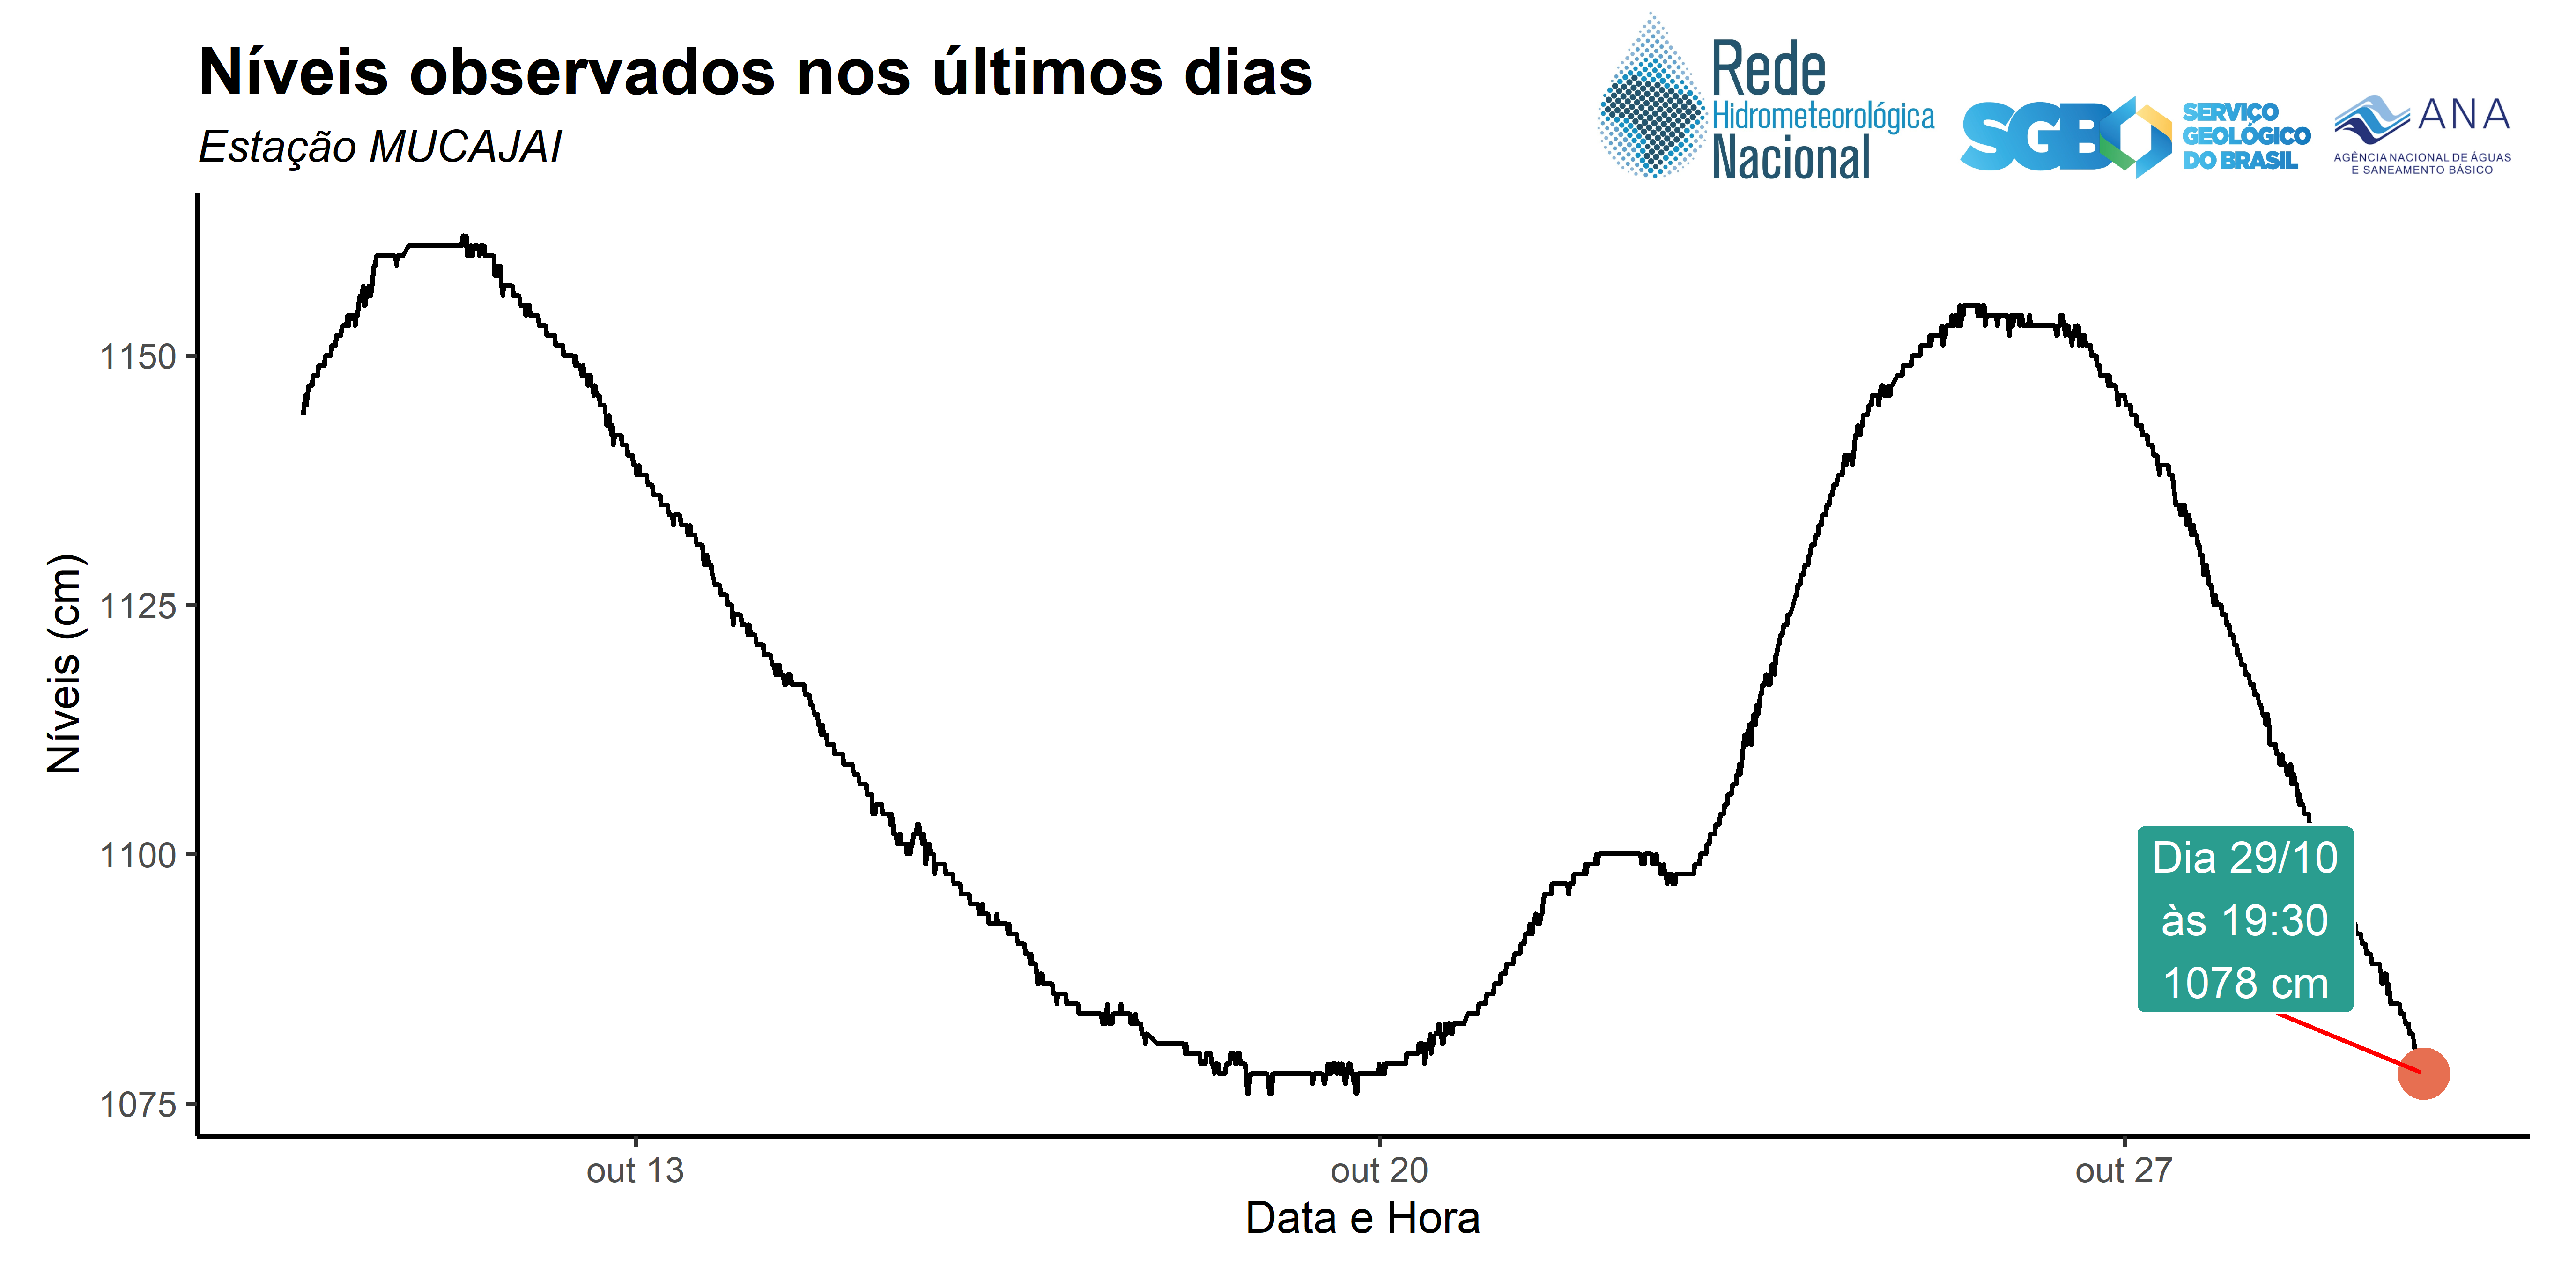 Níveis observados nos últimos dias
Estação MUCAJAI
Rede
Hidrometeorológica
Nacional
SGB
SERVIÇO
GEOLÓGICO
DO BRASIL
ANA
AGÊNCIA NACIONAL DE ÁGUAS
E SANEAMENTO BÁSICO
Níveis (cm)
1150
1125
1100
1075
Dia 29/10
às 19:30
1078 cm
out 13
out 20
out 27
Data e Hora